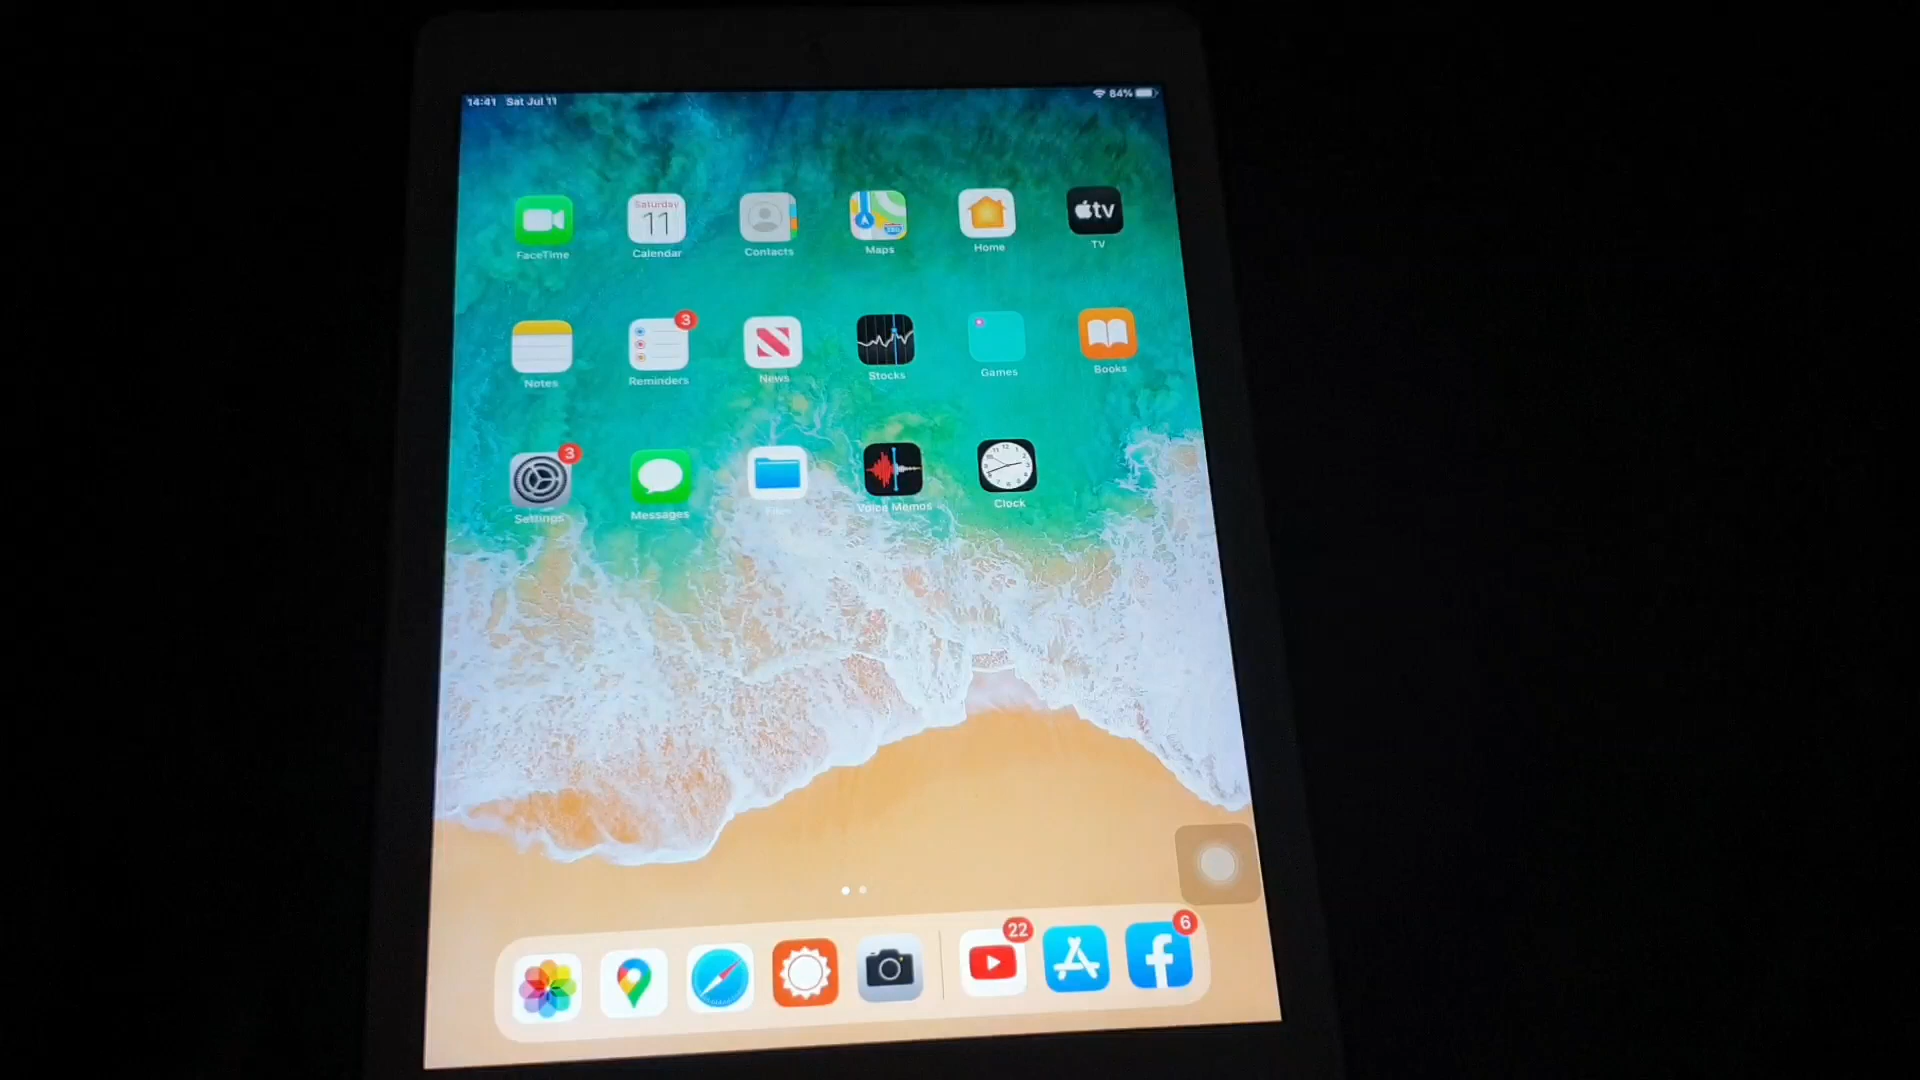 14:41 Sat Jul 11
84%
Saturday
11
tv
FaceTime Calendar Contacts Maps Home TV
3
Notes Reminders News Stocks Games Books
3
Settings Messages Files Voice Memos Clock
22
6